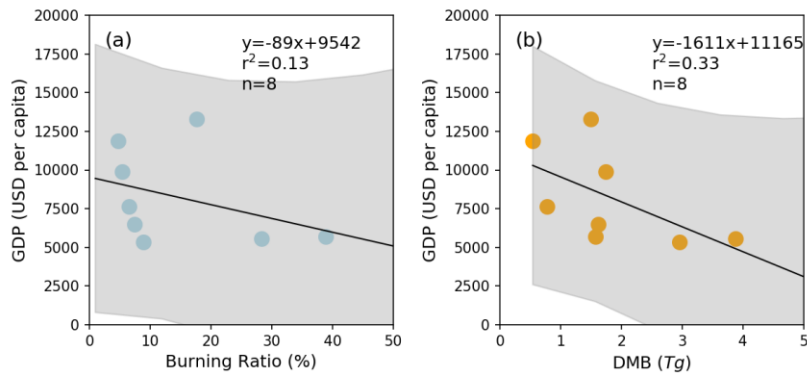 (a)
y=-89x+9542
r²=0.13
n=8
20000
17500
15000
12500
10000
7500
5000
2500
0
GDP (USD per capita)
0 10 20 30 40 50
Burning Ratio (%)
(b)
y=-1611x+11165
r²=0.33
n=8
20000
17500
15000
12500
10000
7500
5000
2500
0
GDP (USD per capita)
0 1 2 3 4 5
DMB (Tg)